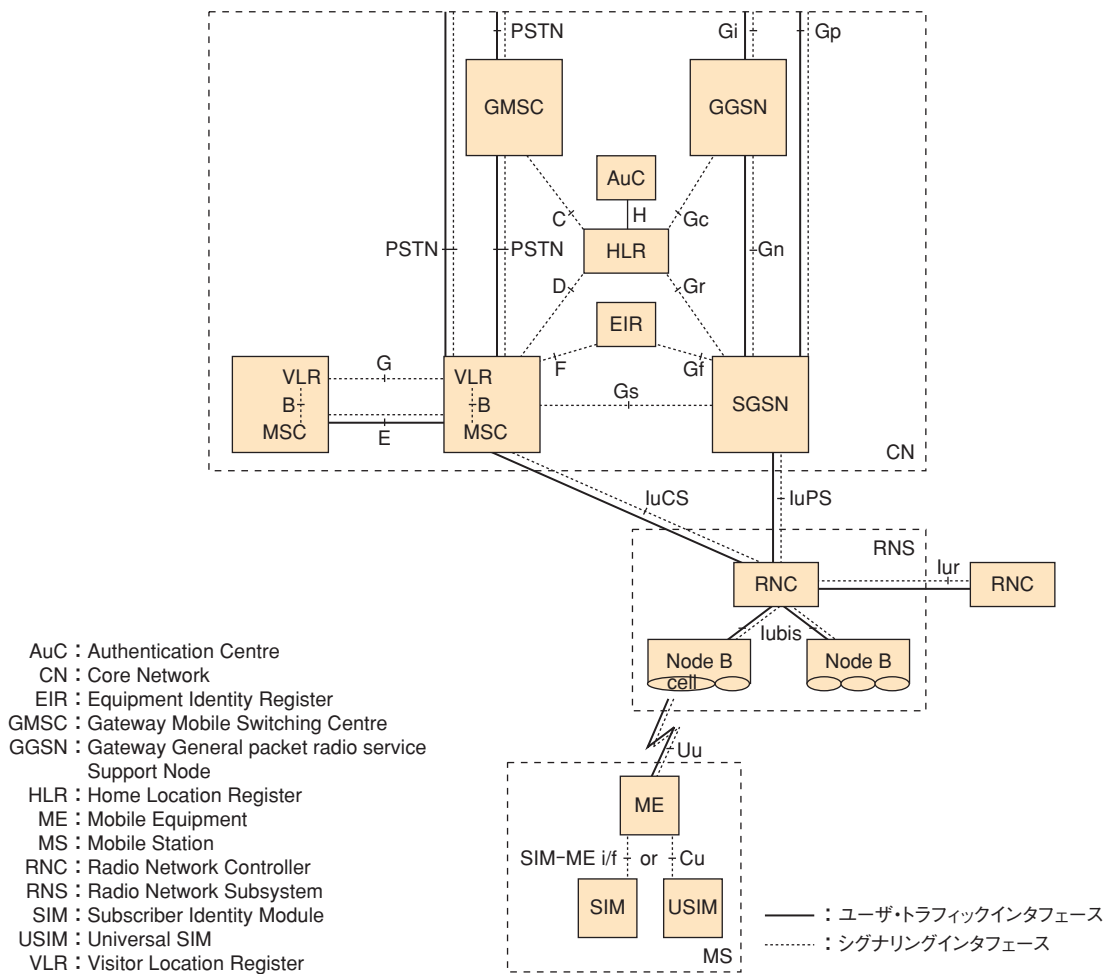 PSTN
Gi
Gp
GMSC
GGSN
AuC
C
H
Gc
PSTN
PSTN
HLR
Gn
D
Gr
EIR
F
Gf
VLR
G
VLR
B
B
Gs
SGSN
MSC
E
MSC
CN
IuCS
IuPS
RNS
RNC
Iur
RNC
Iubis
Node B
cell
Node B
Uu
ME
SIM-ME i/f
or
Cu
SIM
USIM
MS
AuC：Authentication Centre
CN：Core Network
EIR：Equipment Identity Register
GMSC：Gateway Mobile Switching Centre
GGSN：Gateway General packet radio service
Support Node
HLR：Home Location Register
ME：Mobile Equipment
MS：Mobile Station
RNC：Radio Network Controller
RNS：Radio Network Subsystem
SIM：Subscriber Identity Module
USIM：Universal SIM
VLR：Visitor Location Register
：ユーザ・トラフィックインタフェース
：シグナリングインタフェース